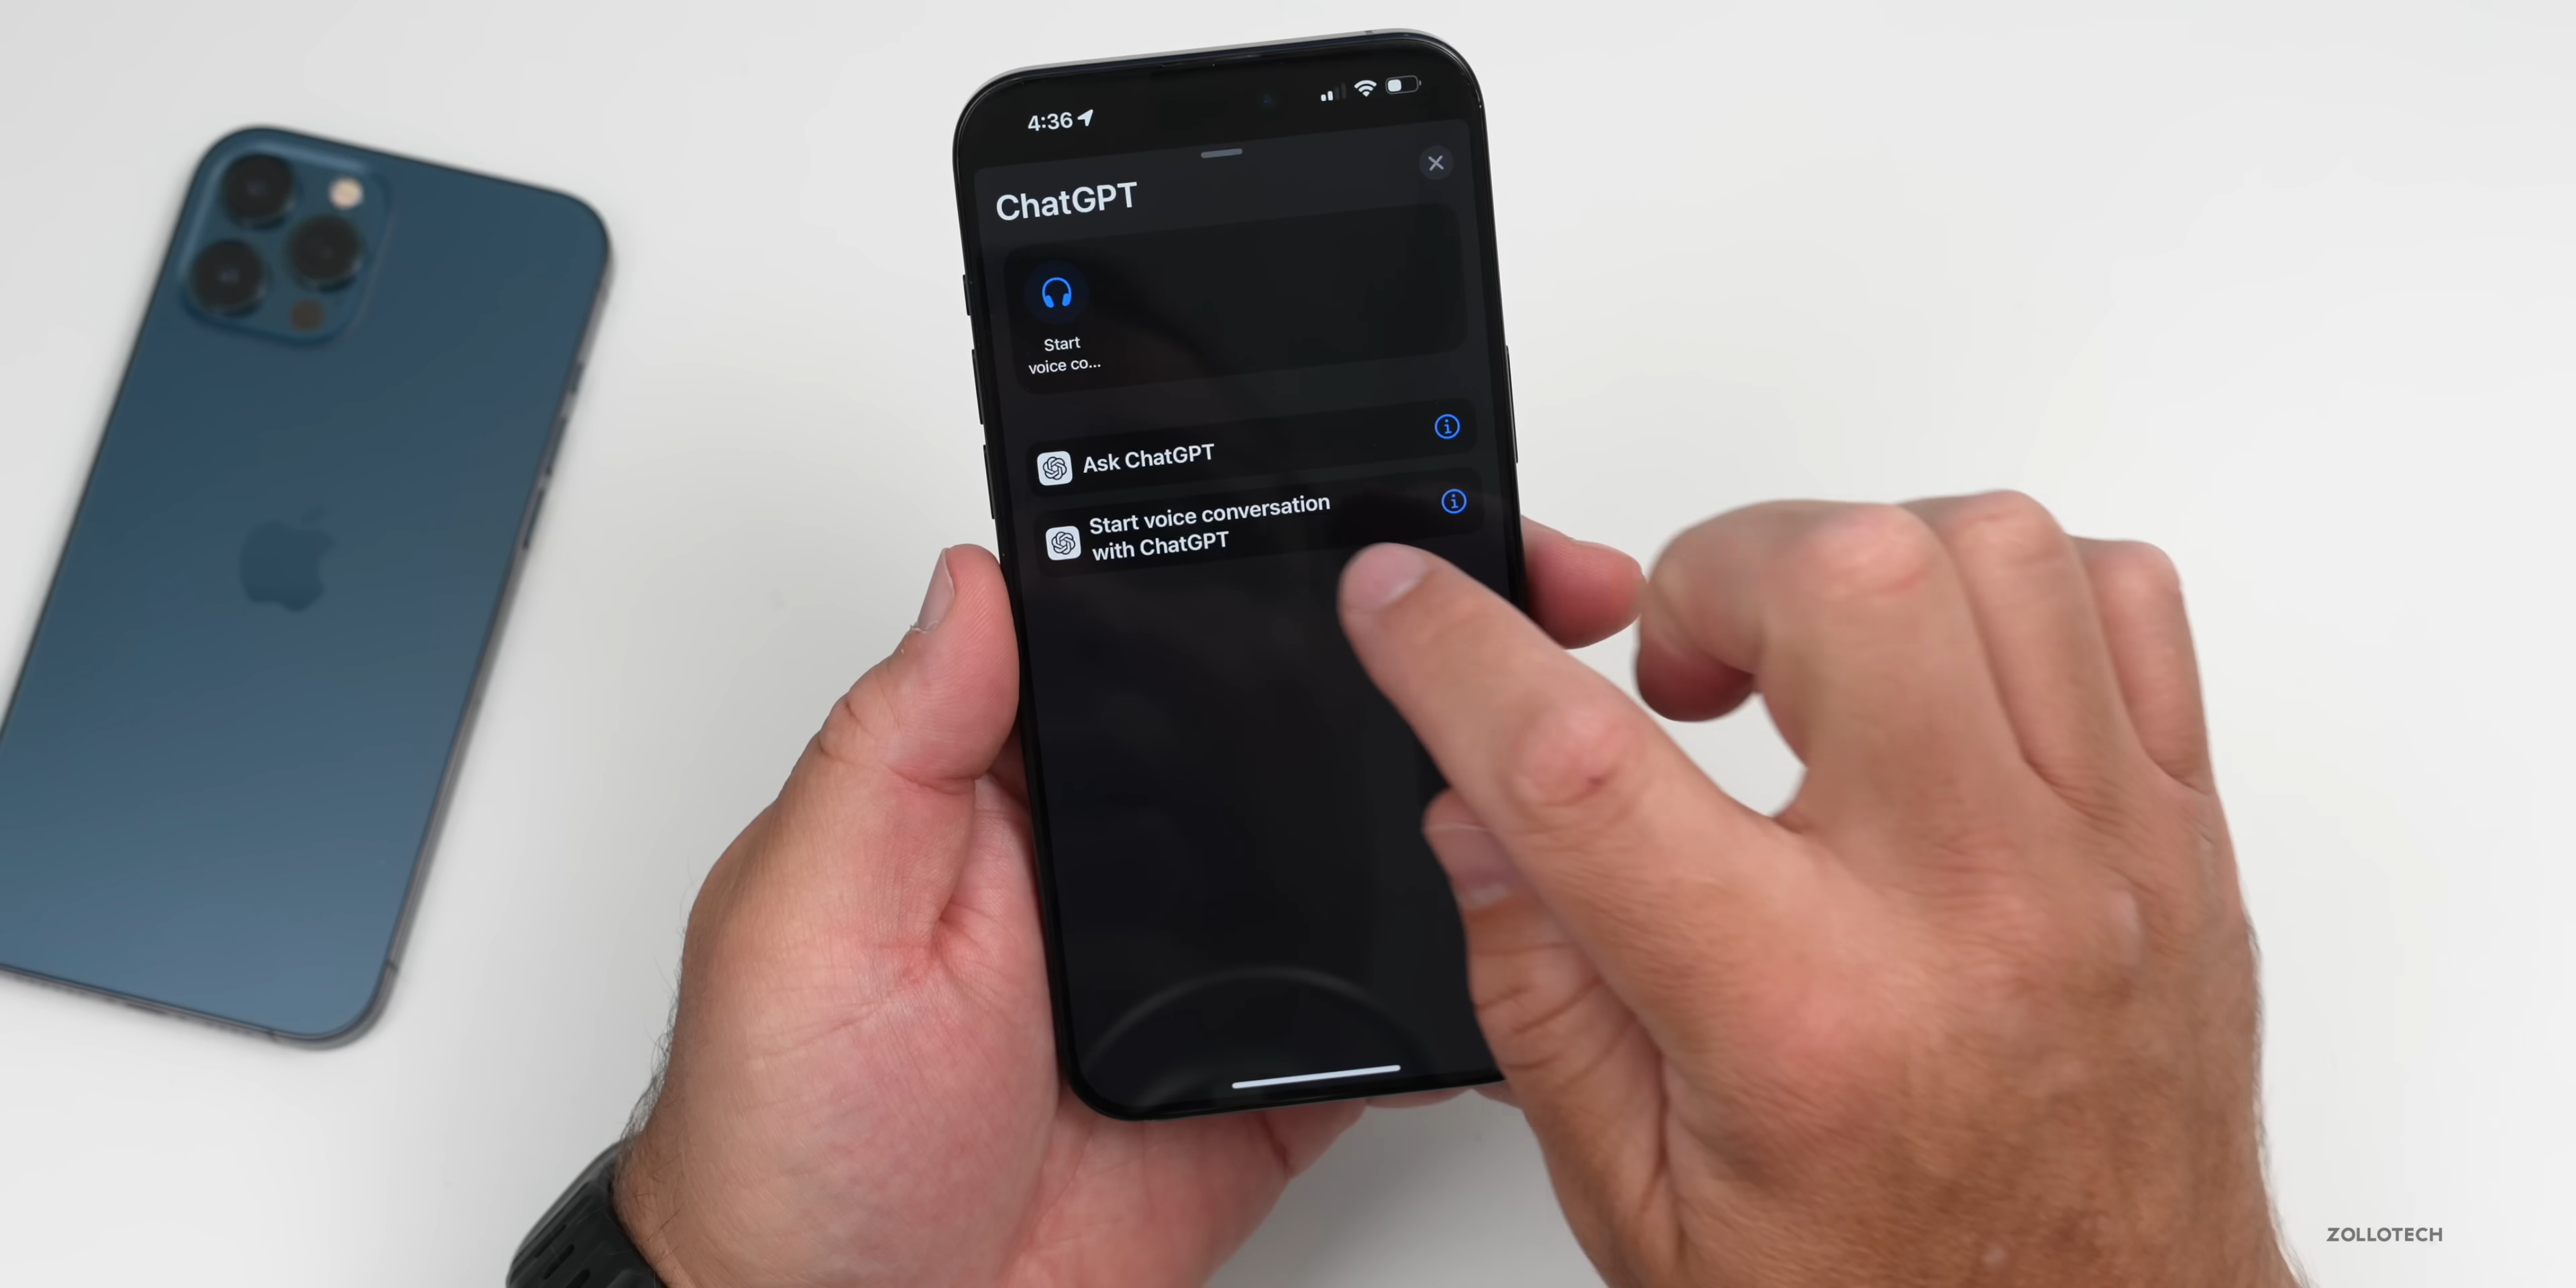 4:36
ChatGPT
Start
voice co...
Ask ChatGPT
Start voice conversation
with ChatGPT
ZOLLOTECH